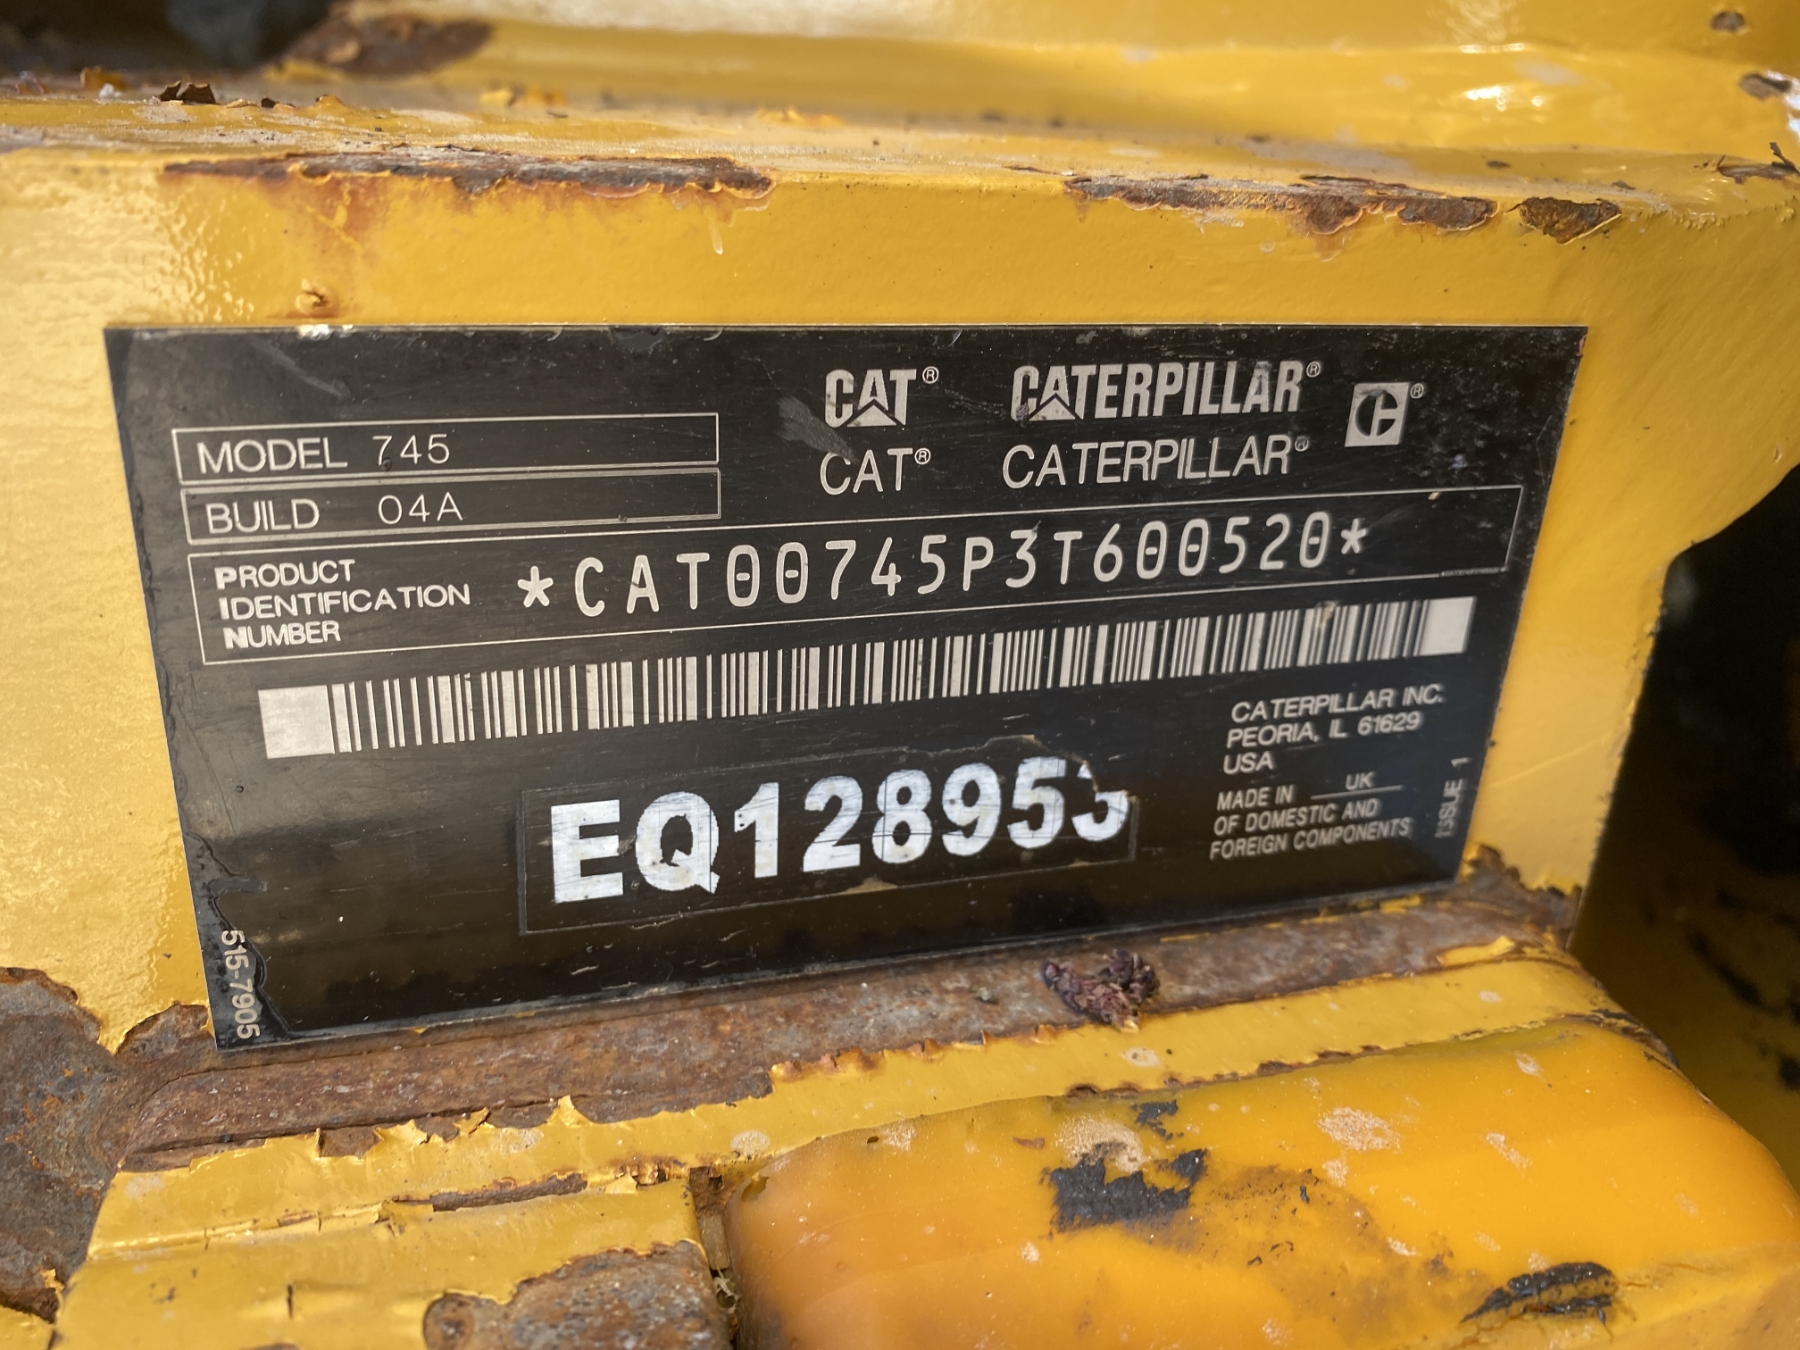 CAT® CATERPILLAR® C®
CAT® CATERPILLAR®
MODEL 745
BUILD 04A
PRODUCT
IDENTIFICATION
NUMBER
*CAT00745P3T600520*
CATERPILLAR INC.
PEORIA, IL 61629
USA
MADE IN UK
OF DOMESTIC AND
FOREIGN COMPONENTS
ISSUE 1
EQ128953
515-7905